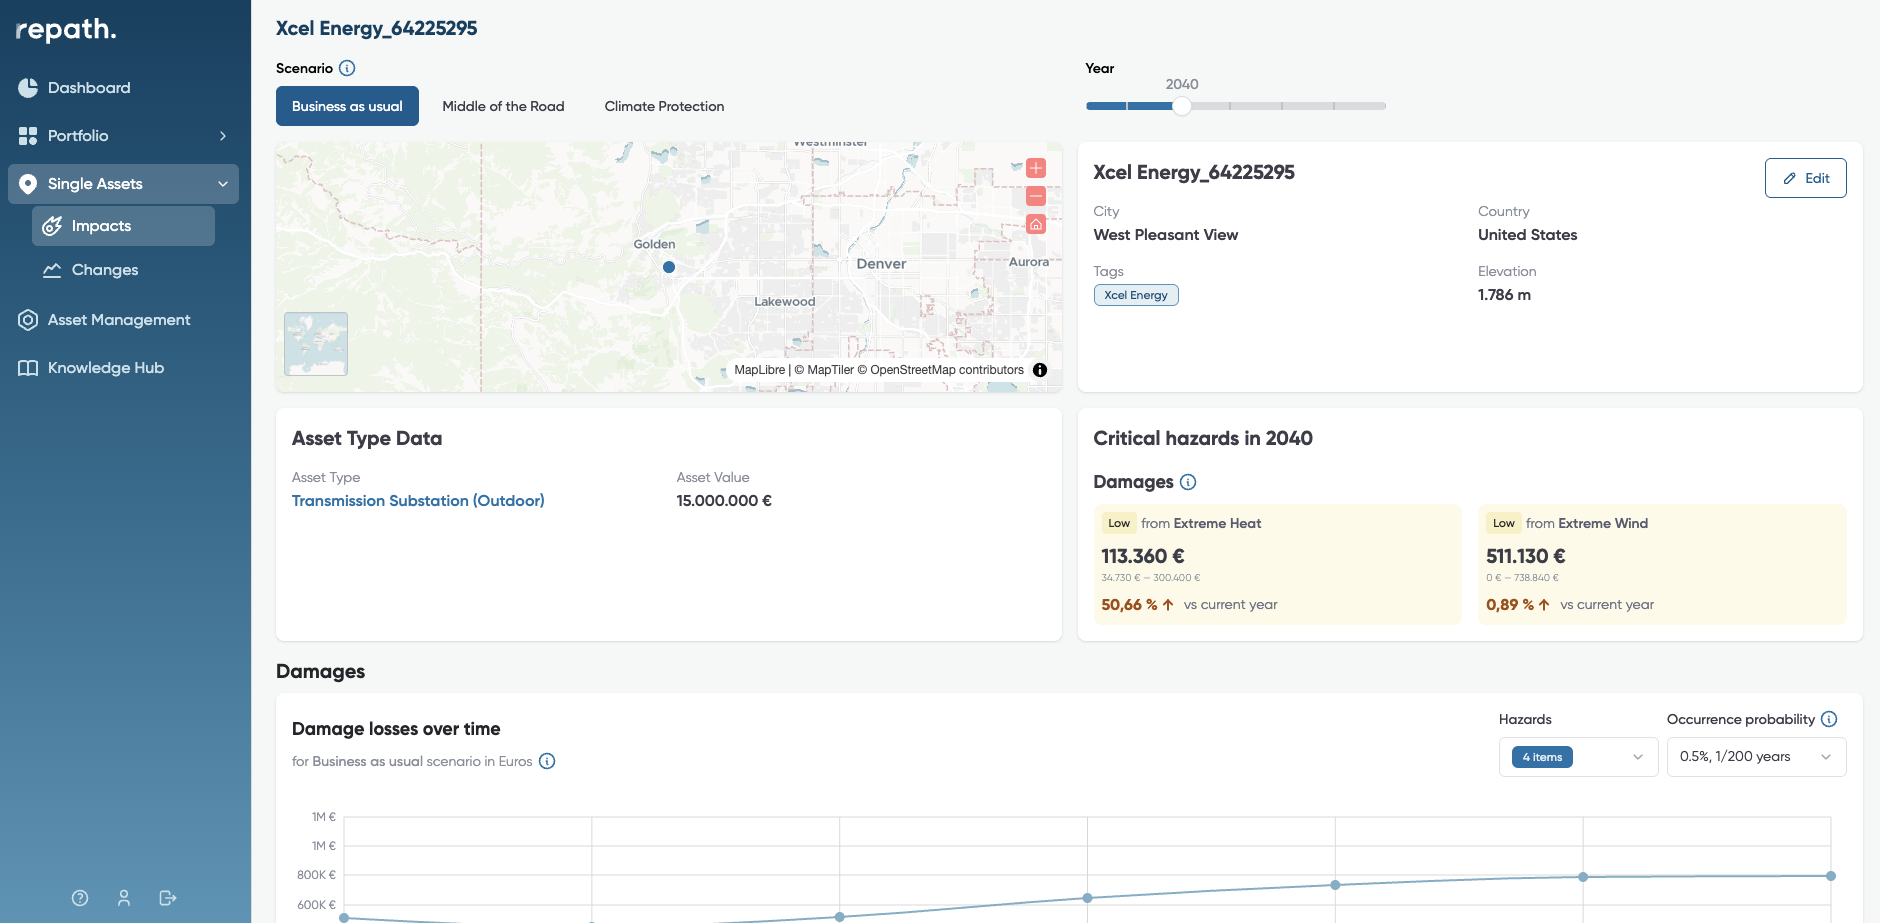 repath.
Dashboard
Portfolio
Single Assets
Impacts
Changes
Asset Management
Knowledge Hub
Xcel Energy_64225295
Scenario
Business as usual
Middle of the Road
Climate Protection
Year
2040
Westminster
Golden
Denver
Aurora
Lakewood
MapLibre | © MapTiler © OpenStreetMap contributors
Xcel Energy_64225295
Edit
City
West Pleasant View
Country
United States
Tags
Xcel Energy
Elevation
1.786 m
Asset Type Data
Asset Type
Transmission Substation (Outdoor)
Asset Value
15.000.000 €
Critical hazards in 2040
Damages
Low from Extreme Heat
113.360 €
34.730 € – 300.400 €
50,66 % ↑ vs current year
Low from Extreme Wind
511.130 €
0 € – 738.840 €
0,89 % ↑ vs current year
Damages
Damage losses over time
for Business as usual scenario in Euros
Hazards
4 items
Occurrence probability
0.5%, 1/200 years
1M €
1M €
800K €
600K €